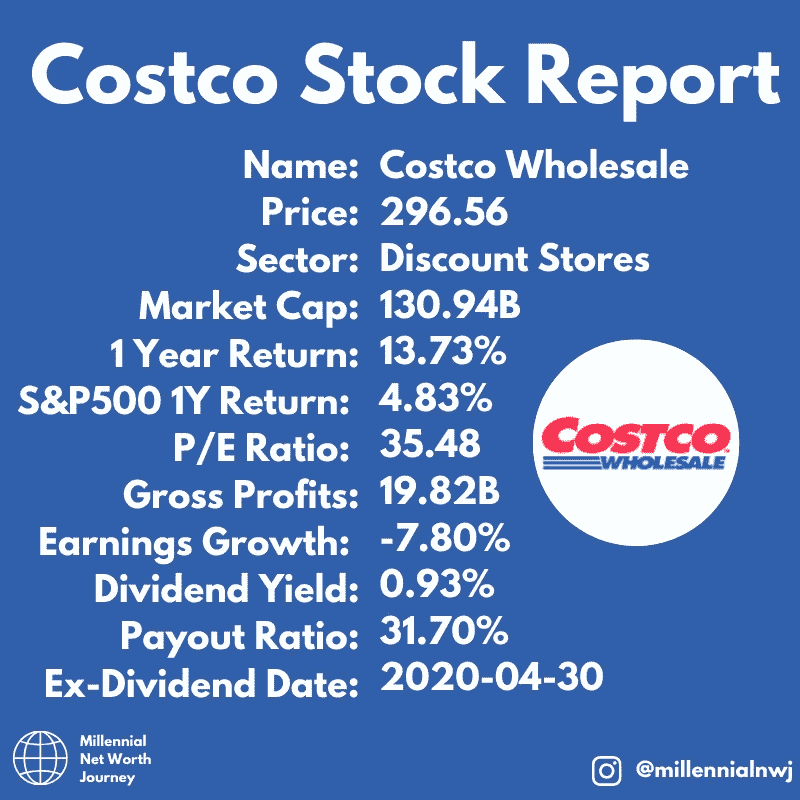 Costco Stock Report
Name: Costco Wholesale
Price: 296.56
Sector: Discount Stores
Market Cap: 130.94B
1 Year Return: 13.73%
S&P500 1Y Return: 4.83%
P/E Ratio: 35.48
Gross Profits: 19.82B
Earnings Growth: -7.80%
Dividend Yield: 0.93%
Payout Ratio: 31.70%
Ex-Dividend Date: 2020-04-30
COSTCO
WHOLESALE
Millennial
Net Worth
Journey
@millennialnwj